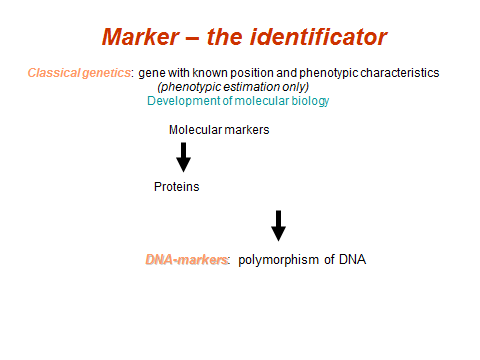 Marker – the identificator
Classical genetics: gene with known position and phenotypic characteristics
(phenotypic estimation only)
Development of molecular biology
Molecular markers
Proteins
DNA-markers: polymorphism of DNA